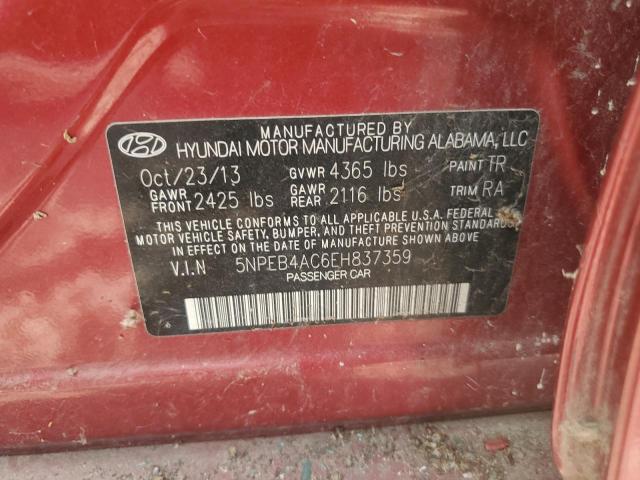 MANUFACTURED BY
HYUNDAI MOTOR MANUFACTURING ALABAMA, LLC
Oct/23/13 GVWR 4365 lbs PAINT TR
GAWR FRONT 2425 lbs GAWR REAR 2116 lbs TRIM RA
THIS VEHICLE CONFORMS TO ALL APPLICABLE U.S.A. FEDERAL
MOTOR VEHICLE SAFETY, BUMPER, AND THEFT PREVENTION STANDARDS
IN EFFECT ON THE DATE OF MANUFACTURE SHOWN ABOVE.
V.I.N 5NPEB4AC6EH837359
PASSENGER CAR